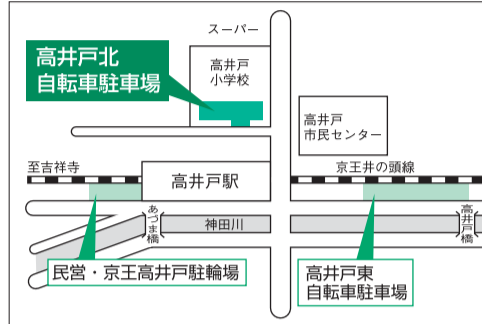 スーパー
高井戸北
自転車駐車場
高井戸
小学校
高井戸
市民センター
至吉祥寺
高井戸駅
京王井の頭線
あづま橋
神田川
高井戸橋
民営・京王高井戸駐輪場
高井戸東
自転車駐車場